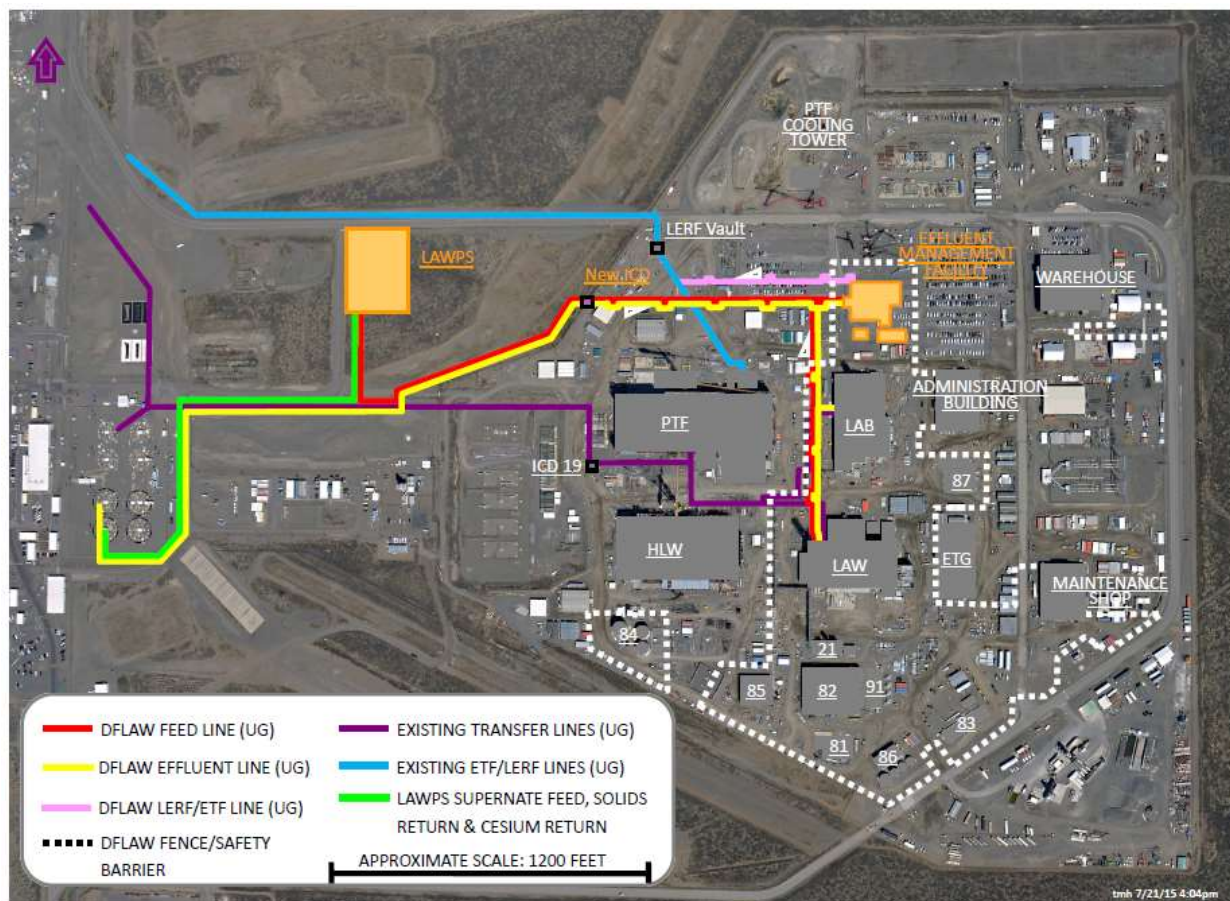 PTF
COOLING
TOWER
LERF Vault
LAWPS
New ICD
EFFLUENT
MANAGEMENT
FACILITY
WAREHOUSE
ADMINISTRATION
BUILDING
PTF
LAB
ICD 19
87
HLW
LAW
ETG
MAINTENANCE
SHOP
84
21
85
82
91
83
81
86
DFLAW FEED LINE (UG)
DFLAW EFFLUENT LINE (UG)
DFLAW LERF/ETF LINE (UG)
DFLAW FENCE/SAFETY
BARRIER
EXISTING TRANSFER LINES (UG)
EXISTING ETF/LERF LINES (UG)
LAWPS SUPERNATE FEED, SOLIDS
RETURN & CESIUM RETURN
APPROXIMATE SCALE: 1200 FEET
tmh 7/21/15 4:04pm